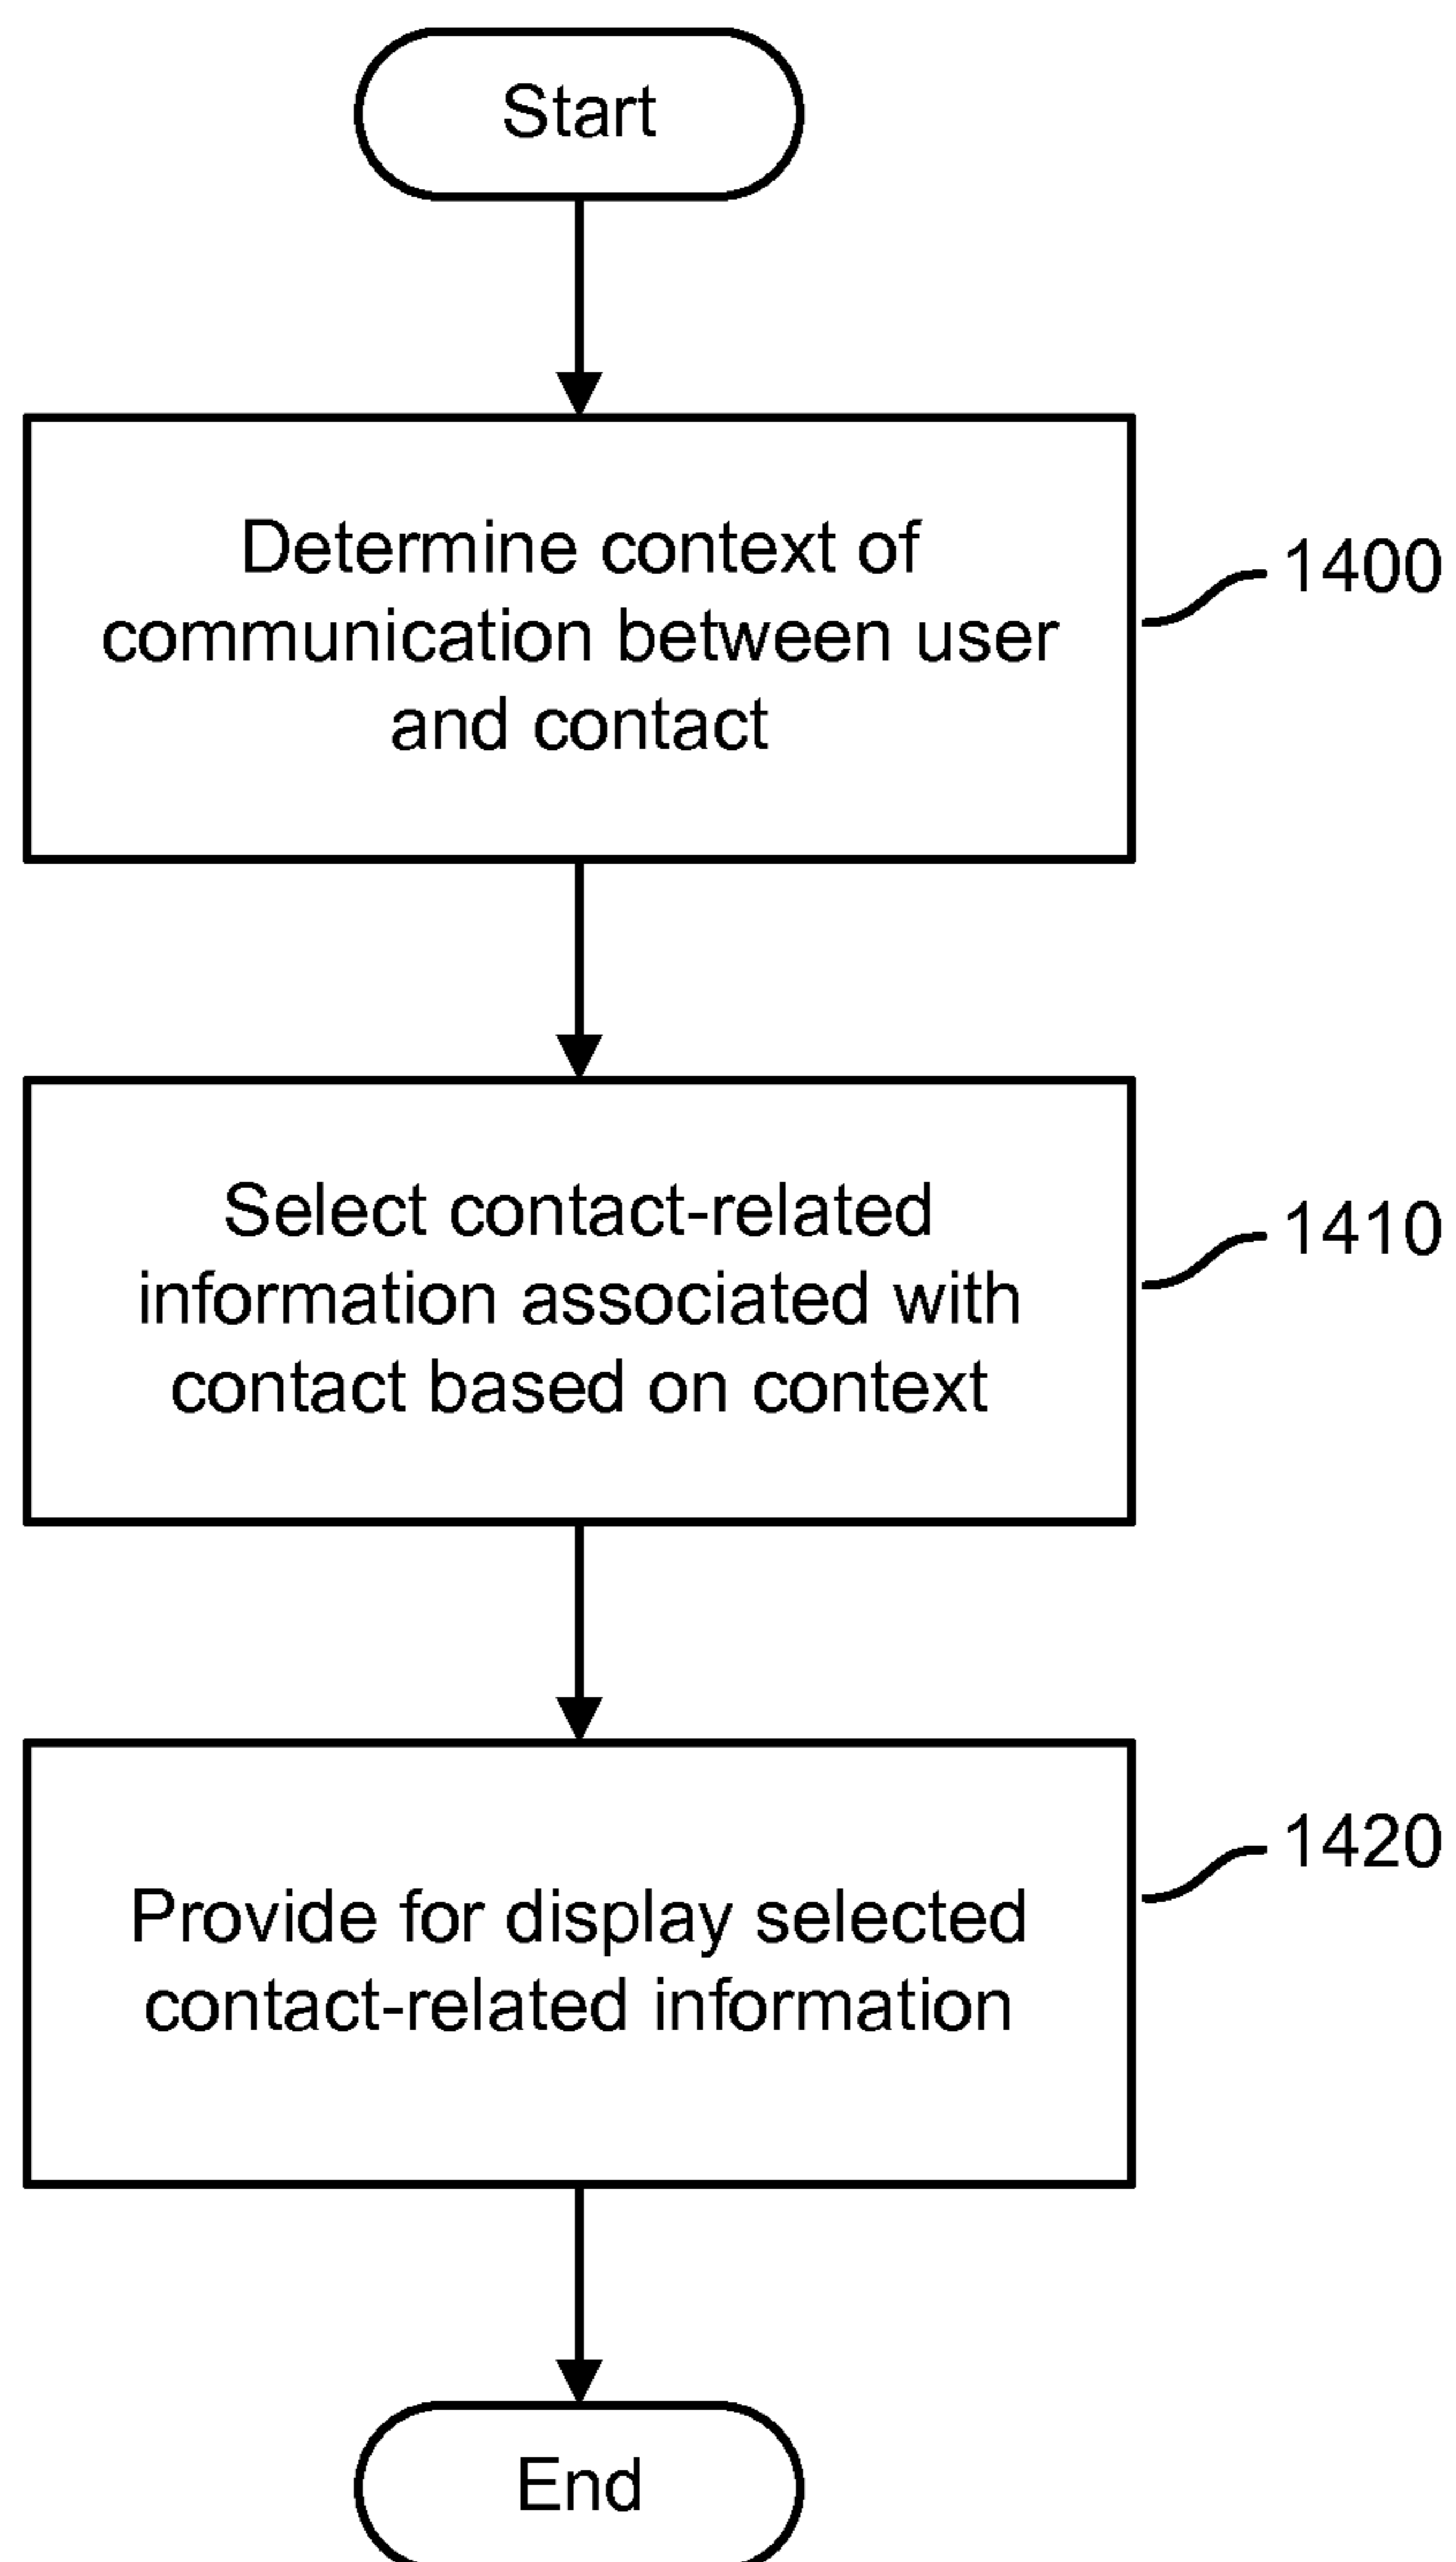 Start
Determine context of
communication between user
and contact
1400
Select contact-related
information associated with
contact based on context
1410
Provide for display selected
contact-related information
1420
End